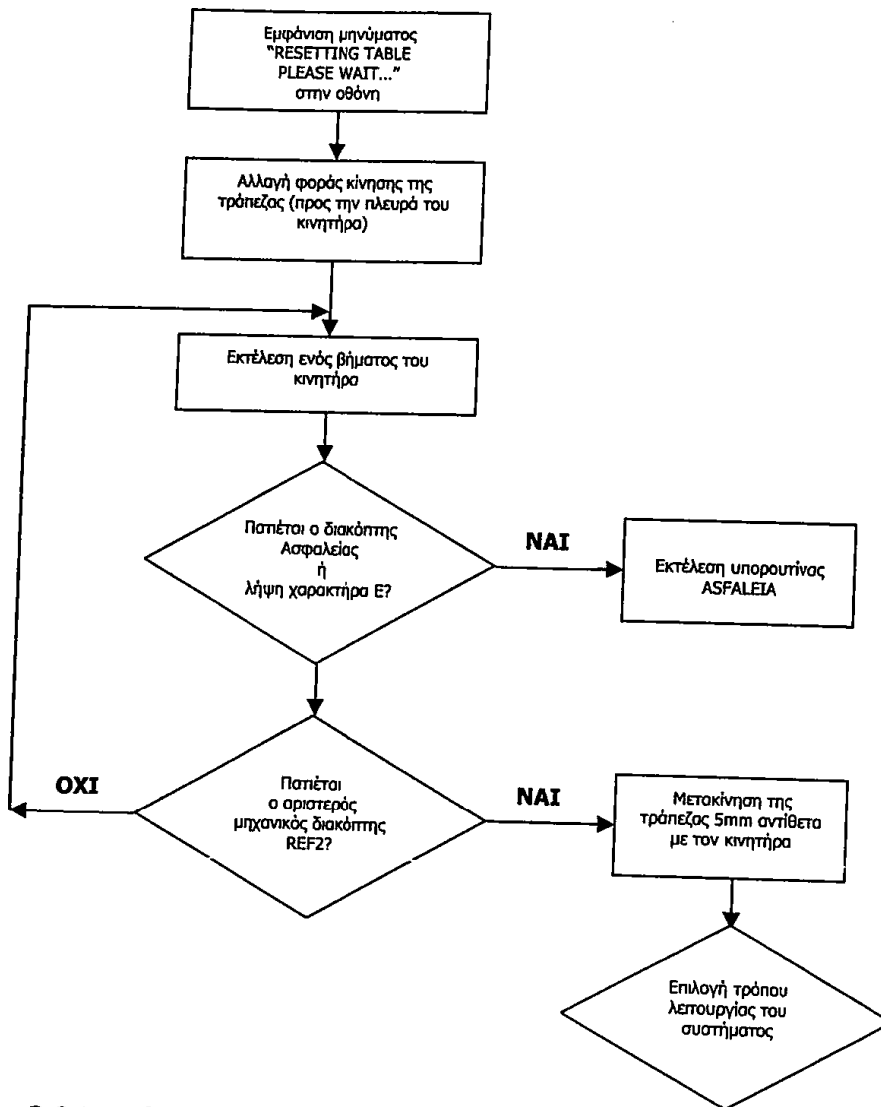 Εμφάνιση μηνύματος
“RESETTING TABLE
PLEASE WAIT...”
στην οθόνη
Αλλαγή φοράς κίνησης της
τράπεζας (προς την πλευρά του
κινητήρα)
Εκτέλεση ενός βήματος του
κινητήρα
Πατιέται ο διακόπτης
Ασφαλείας
ή
λήψη χαρακτήρα E?
ΝΑΙ
Εκτέλεση υπορουτίνας
ASFALEIA
ΟΧΙ
Πατιέται
ο αριστερός
μηχανικός διακόπτης
REF2?
ΝΑΙ
Μετακίνηση της
τράπεζας 5mm αντίθετα
με τον κινητήρα
Επιλογή τρόπου
λειτουργίας του
συστήματος